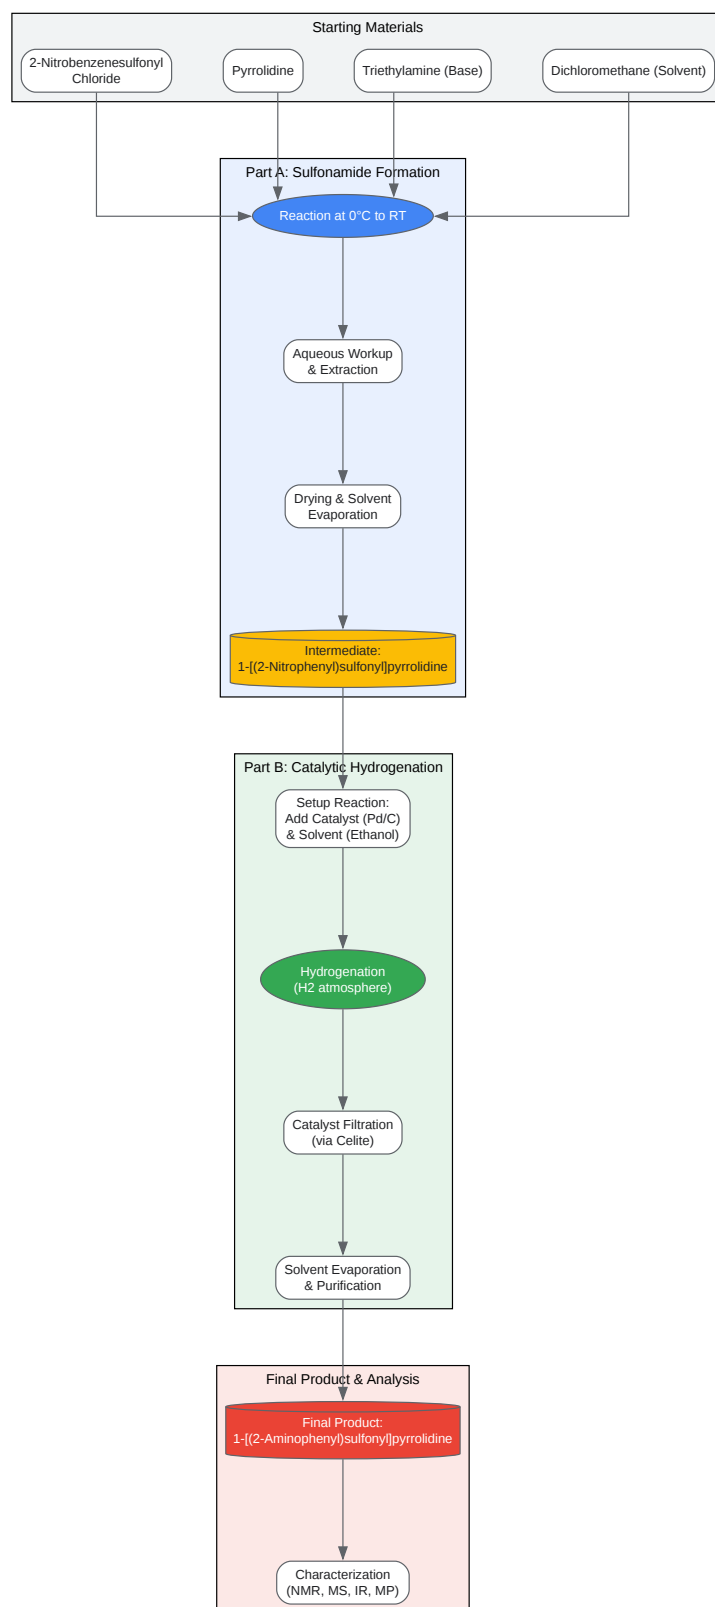 Starting Materials
2-Nitrobenzenesulfonyl
Chloride
Pyrrolidine
Triethylamine (Base)
Dichloromethane (Solvent)
Part A: Sulfonamide Formation
Reaction at 0°C to RT
Aqueous Workup
& Extraction
Drying & Solvent
Evaporation
Intermediate:
1-[(2-Nitrophenyl)sulfonyl]pyrrolidine
Part B: Catalytic Hydrogenation
Setup Reaction:
Add Catalyst (Pd/C)
& Solvent (Ethanol)
Hydrogenation
(H2 atmosphere)
Catalyst Filtration
(via Celite)
Solvent Evaporation
& Purification
Final Product & Analysis
Final Product:
1-[(2-Aminophenyl)sulfonyl]pyrrolidine
Characterization
(NMR, MS, IR, MP)